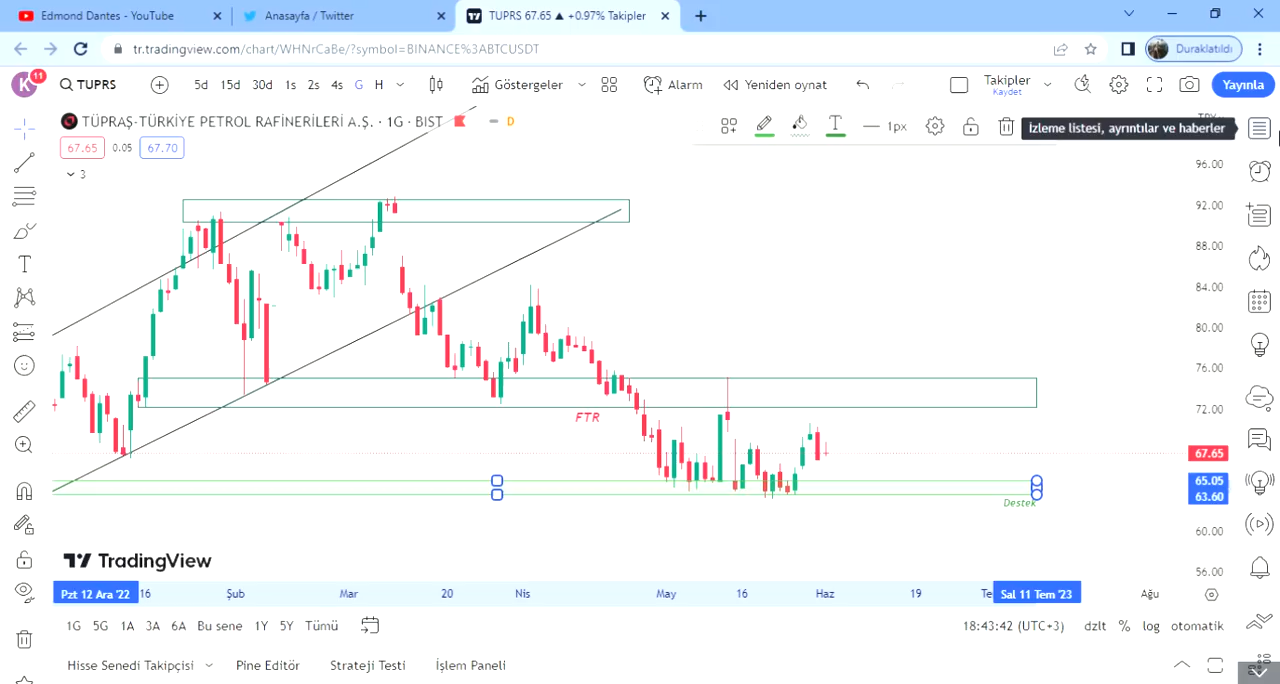 Edmond Dantes - YouTube
Anasayfa / Twitter
TUPRS 67.65 ▲ +0.97% Takipler
tr.tradingview.com/chart/WHNrCaBe/?symbol=BINANCE%3ABTCUSDT
Duraklatıldı
K 11
TUPRS
5d 15d 30d 1s 2s 4s G H
Göstergeler
Alarm
Yeniden oynat
Takipler
Kaydet
Yayınla
TÜPRAŞ-TÜRKİYE PETROL RAFİNERİLERİ A.Ş. · 1G · BIST
D
1px
İzleme listesi, ayrıntılar ve haberler
67.65 0.05 67.70
3
96.00
92.00
88.00
84.00
80.00
76.00
72.00
FTR
67.65
65.05
63.60
Destek
60.00
56.00
TradingView
Pzt 12 Ara '22 16 Şub Mar 20 Nis May 16 Haz 19 Te Sal 11 Tem '23 Ağu
1G 5G 1A 3A 6A Bu sene 1Y 5Y Tümü
18:43:42 (UTC+3) dzlt % log otomatik
Hisse Senedi Takipçisi Pine Editör Strateji Testi İşlem Paneli